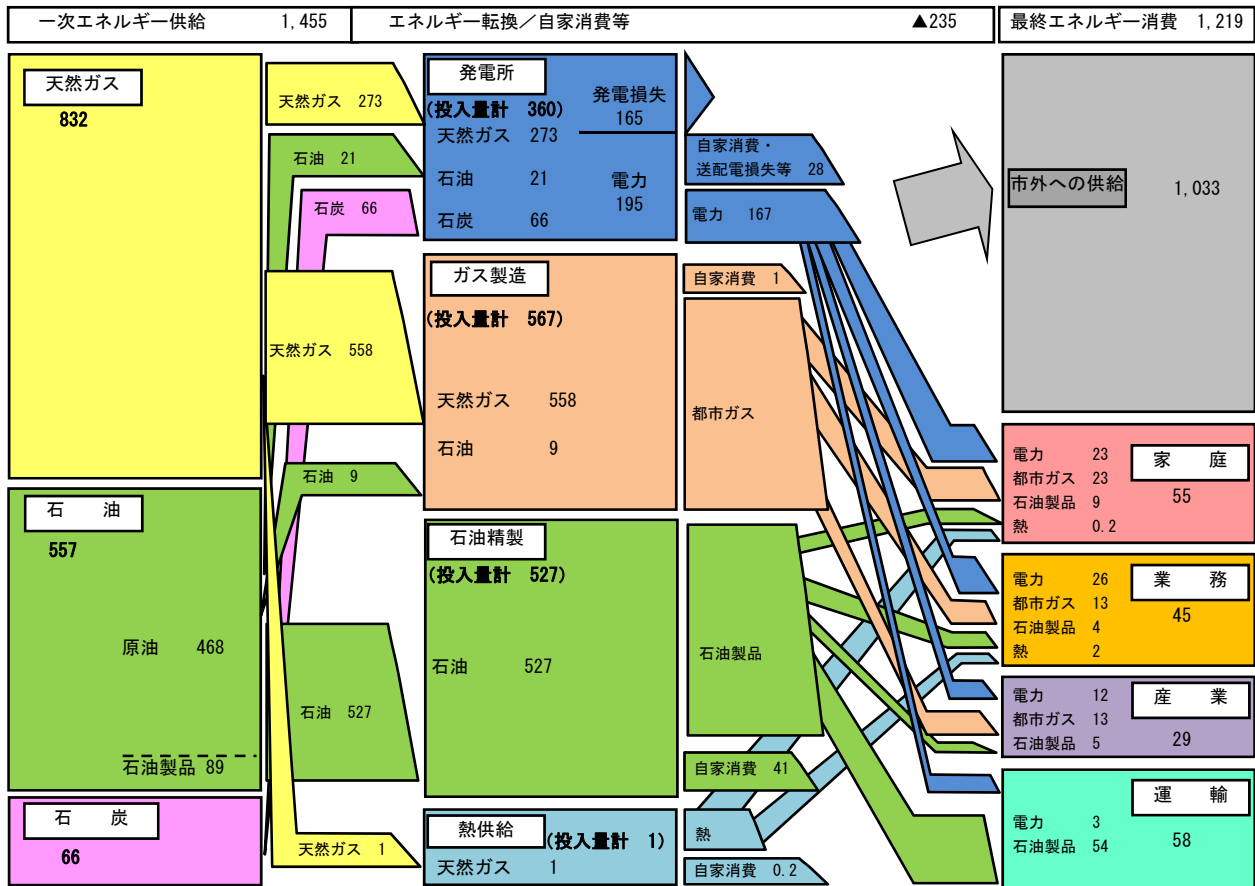 一次エネルギー供給 1,455
エネルギー転換／自家消費等 ▲235
最終エネルギー消費 1,219
天然ガス
832
石 油
557
原油 468
石油製品 89
石 炭
66
天然ガス 273
石油 21
石炭 66
天然ガス 558
石油 9
石油 527
天然ガス 1
発電所
(投入量計 360)
天然ガス 273
石油 21
石炭 66
発電損失
165
電力
195
ガス製造
(投入量計 567)
天然ガス 558
石油 9
石油精製
(投入量計 527)
石油 527
熱供給
(投入量計 1)
天然ガス 1
自家消費・
送配電損失等 28
電力 167
自家消費 1
都市ガス
石油製品
自家消費 41
熱
自家消費 0.2
市外への供給 1,033
家 庭
電力 23
都市ガス 23
石油製品 9
熱 0.2
55
業 務
電力 26
都市ガス 13
石油製品 4
熱 2
45
産 業
電力 12
都市ガス 13
石油製品 5
29
運 輸
電力 3
石油製品 54
58